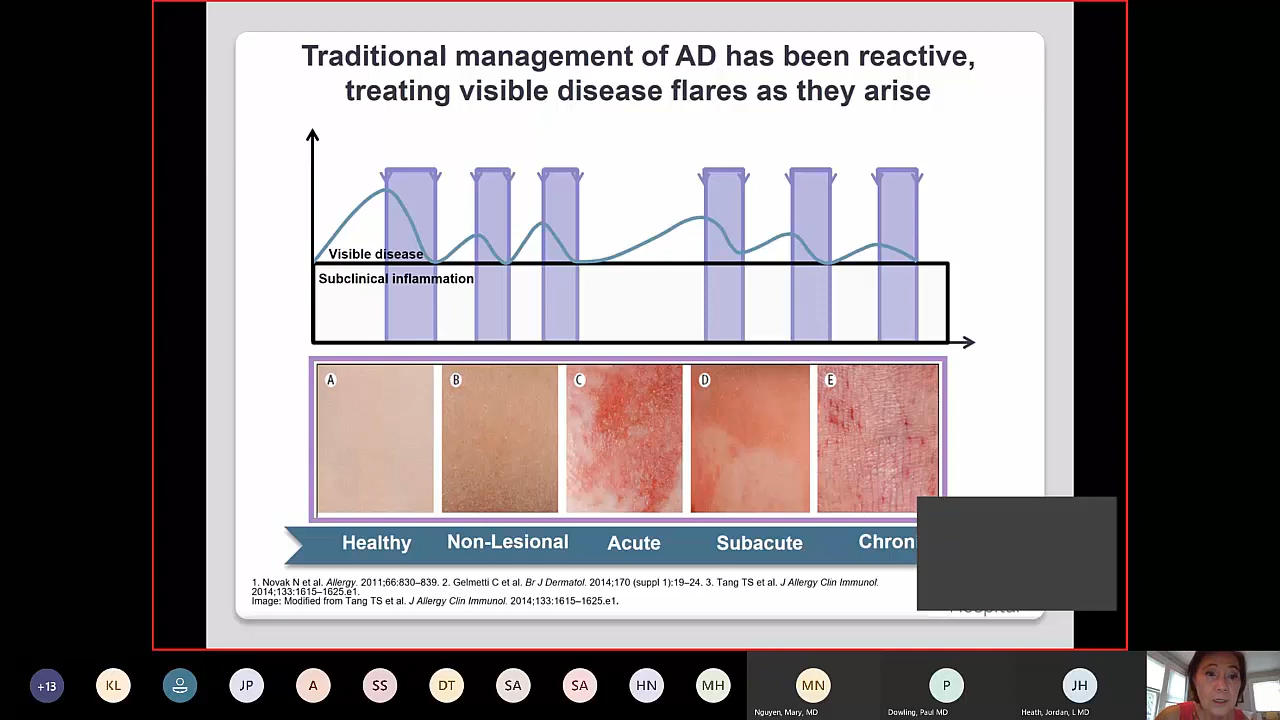 Traditional management of AD has been reactive,
treating visible disease flares as they arise
Visible disease
Subclinical inflammation
A
B
C
D
E
Healthy
Non-Lesional
Acute
Subacute
Chron
1. Novak N et al. Allergy. 2011;66:830–839. 2. Gelmetti C et al. Br J Dermatol. 2014;170 (suppl 1):19–24. 3. Tang TS et al. J Allergy Clin Immunol.
2014;133:1615–1625.e1.
Image: Modified from Tang TS et al. J Allergy Clin Immunol. 2014;133:1615–1625.e1.
+13
KL
JP
A
SS
DT
SA
SA
HN
MH
MN
P
JH
Nguyen, Mary, MD
Dowling, Paul MD
Heath, Jordan, L MD